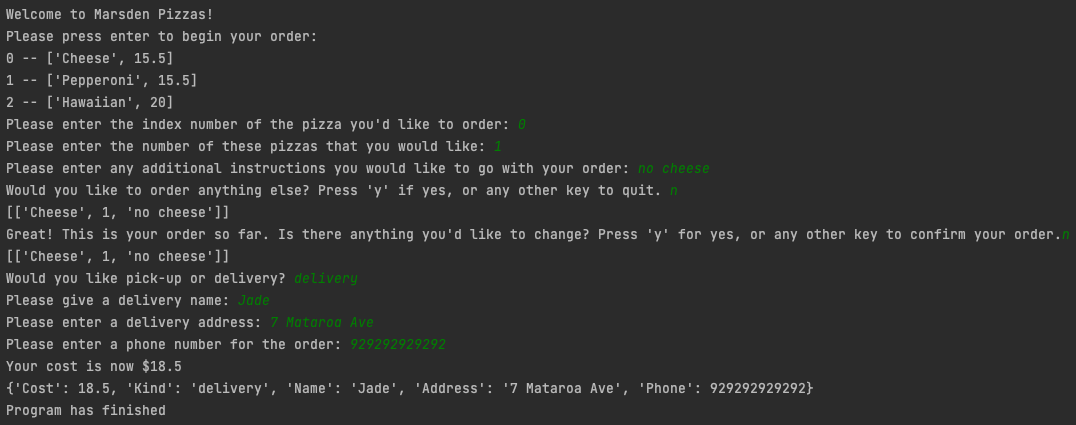 Welcome to Marsden Pizzas!
Please press enter to begin your order:
0 -- ['Cheese', 15.5]
1 -- ['Pepperoni', 15.5]
2 -- ['Hawaiian', 20]
Please enter the index number of the pizza you'd like to order: 0
Please enter the number of these pizzas that you would like: 1
Please enter any additional instructions you would like to go with your order: no cheese
Would you like to order anything else? Press 'y' if yes, or any other key to quit. n
[['Cheese', 1, 'no cheese']]
Great! This is your order so far. Is there anything you'd like to change? Press 'y' for yes, or any other key to confirm your order.n
[['Cheese', 1, 'no cheese']]
Would you like pick-up or delivery? delivery
Please give a delivery name: Jade
Please enter a delivery address: 7 Mataroa Ave
Please enter a phone number for the order: 929292929292
Your cost is now $18.5
{'Cost': 18.5, 'Kind': 'delivery', 'Name': 'Jade', 'Address': '7 Mataroa Ave', 'Phone': 929292929292}
Program has finished